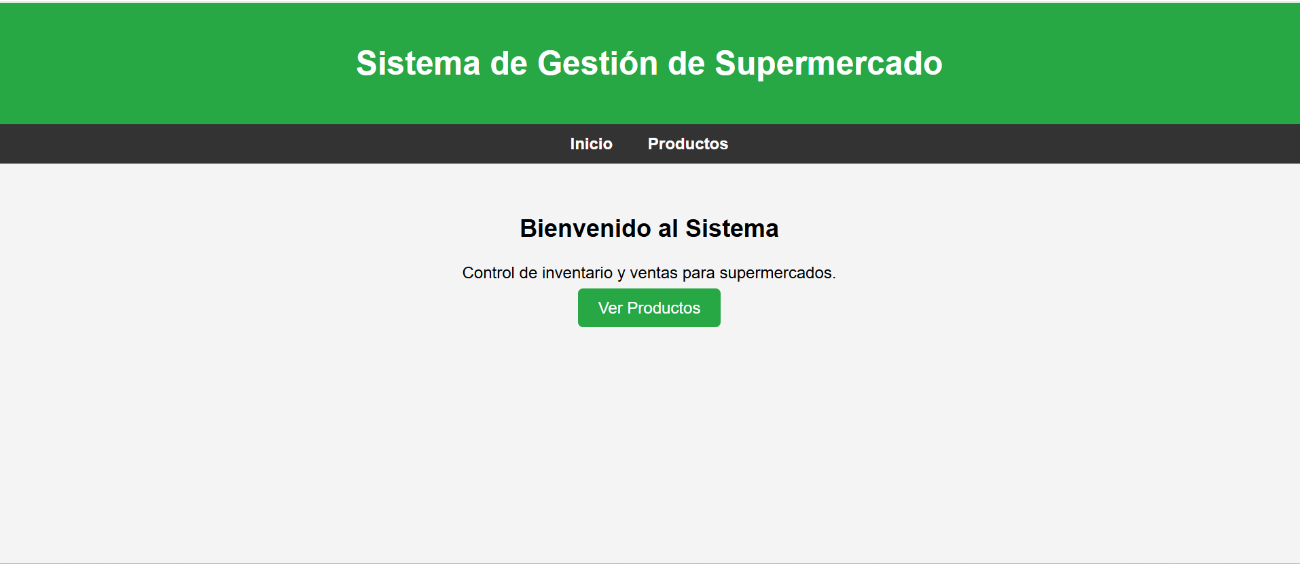 Sistema de Gestión de Supermercado
Inicio Productos
Bienvenido al Sistema
Control de inventario y ventas para supermercados.
Ver Productos